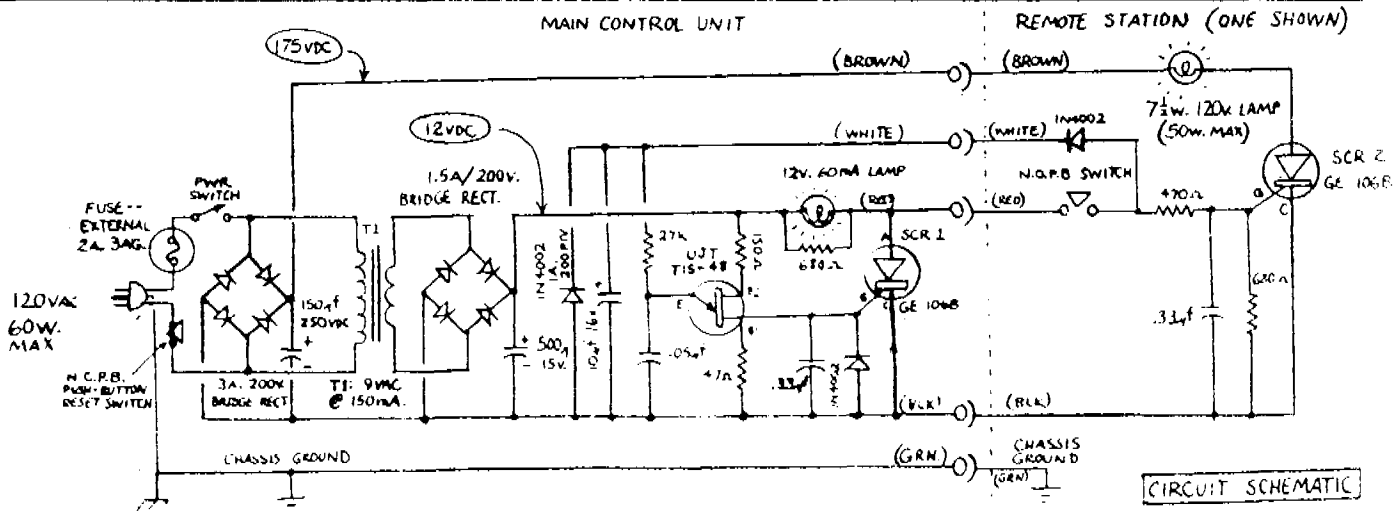 MAIN CONTROL UNIT
REMOTE STATION (ONE SHOWN)
175VDC
(BROWN)
(BROWN)
7½W. 120V. LAMP
(50W. MAX)
12VDC
(WHITE)
(WHITE)
1N4002
SCR 2
GE 106B
G
C
PWR
SWITCH
1.5A/200V.
BRIDGE RECT.
12V. 60MA LAMP
(RED)
(RED)
N.O.P.B SWITCH
470Ω
FUSE--
EXTERNAL
2A. 3AG.
T1
1N4002
1A.
200PIV
27K
UJT
TIS-48
150Ω
680Ω
A
SCR 1
G
C
GE 106B
120VAC
60W.
MAX
150µf
250VDC
+
-
+
500µ
15V.
-
10µf 16V
+
E
.05µf
47Ω
.33µf
1N4002
.33µf
680Ω
N.C.P.B.
PUSH-BUTTON
RESET SWITCH
3A. 200V.
BRIDGE RECT
T1: 9VAC
@ 150MA.
(BLK)
(BLK)
CHASSIS GROUND
(GRN.)
(GRN)
CHASSIS
GROUND
CIRCUIT SCHEMATIC